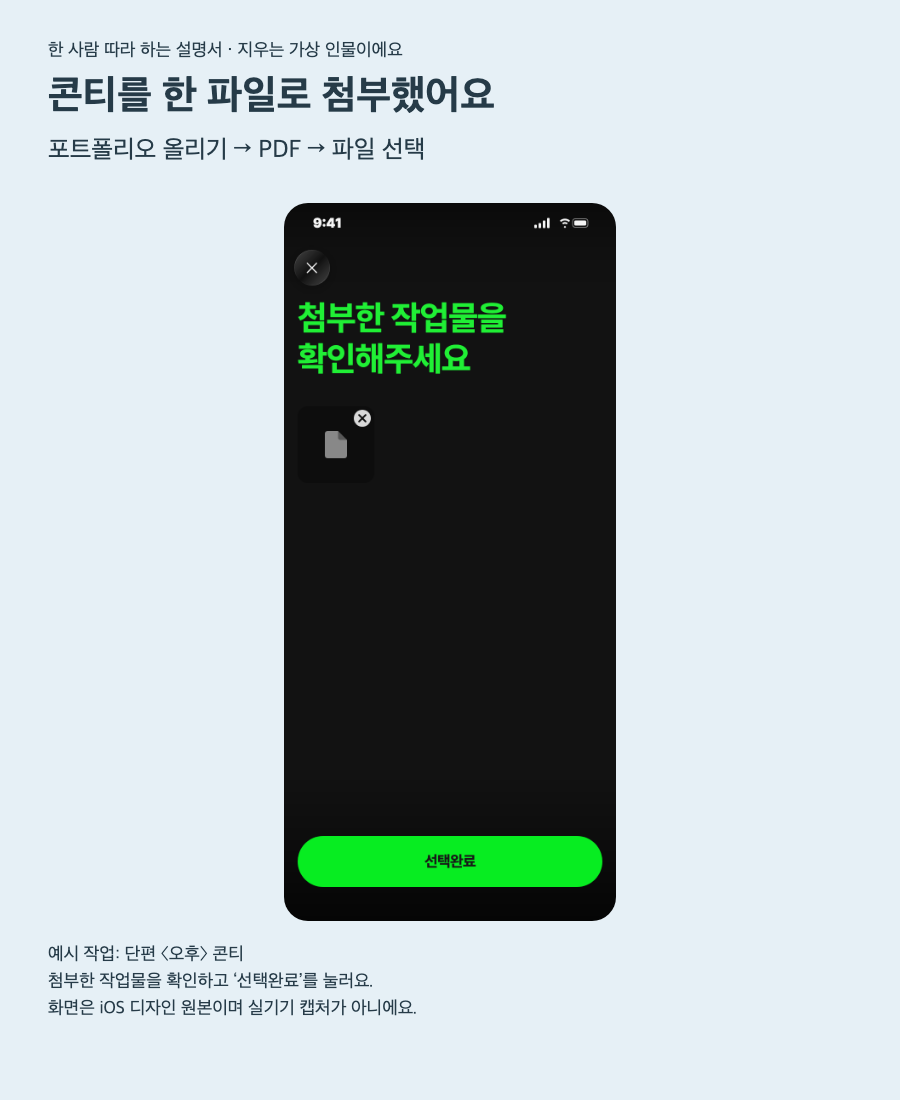 한 사람 따라 하는 설명서 · 지우는 가상 인물이에요
콘티를 한 파일로 첨부했어요
포트폴리오 올리기 → PDF → 파일 선택
9:41
첨부한 작업물을
확인해주세요
선택완료
예시 작업: 단편 〈오후〉 콘티
첨부한 작업물을 확인하고 ‘선택완료’를 눌러요.
화면은 iOS 디자인 원본이며 실기기 캡처가 아니에요.